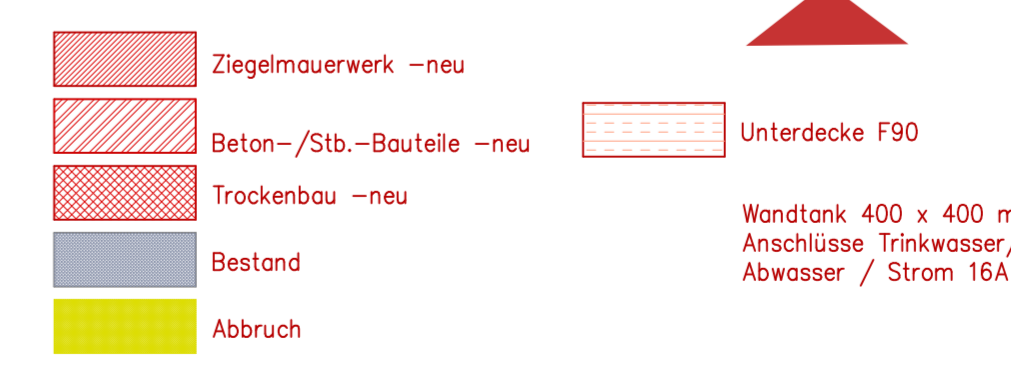 Ziegelmauerwerk -neu
Beton-/Stb.-Bauteile -neu
Trockenbau -neu
Bestand
Abbruch
Unterdecke F90
Wandtank 400 x 400
Anschlüsse Trinkwasser/
Abwasser / Strom 16A